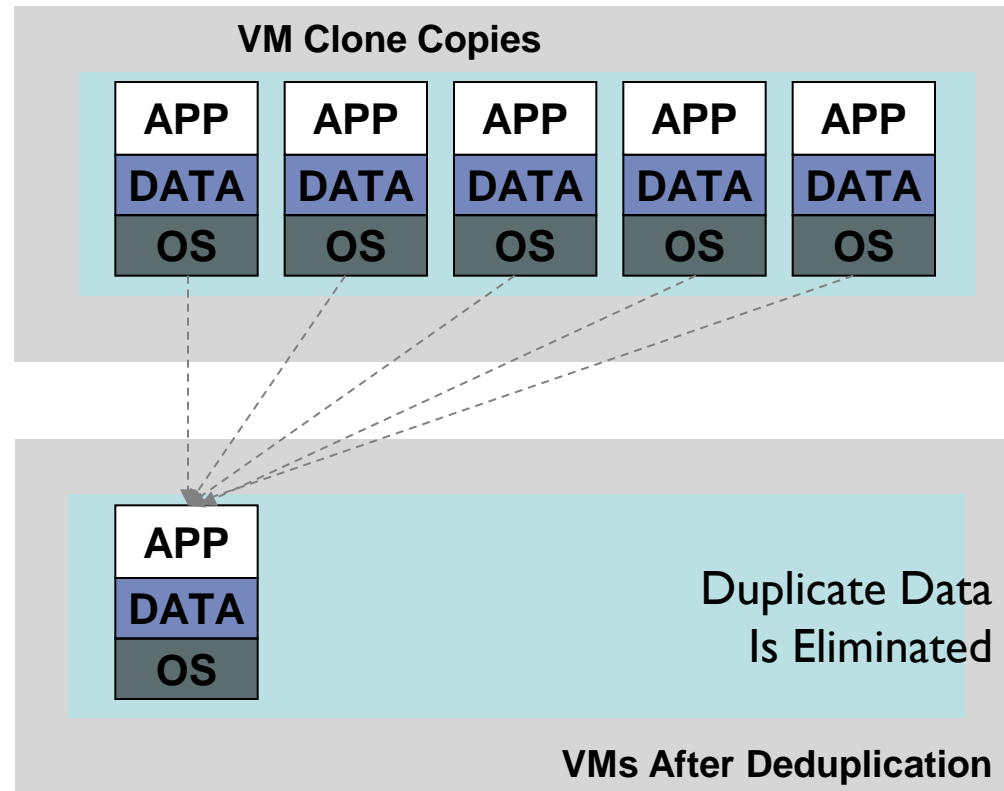 VM Clone Copies
APP APP APP APP APP
DATA DATA DATA DATA DATA
OS OS OS OS OS
APP
DATA
OS
Duplicate Data
Is Eliminated
VMs After Deduplication